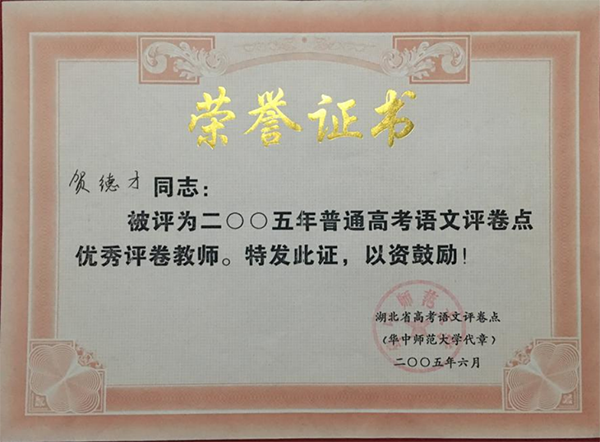 荣誉证书
贺德才同志：
被评为二〇〇五年普通高考语文评卷点
优秀评卷教师。特发此证，以资鼓励！
湖北省高考语文评卷点
（华中师范大学代章）
二〇〇五年六月